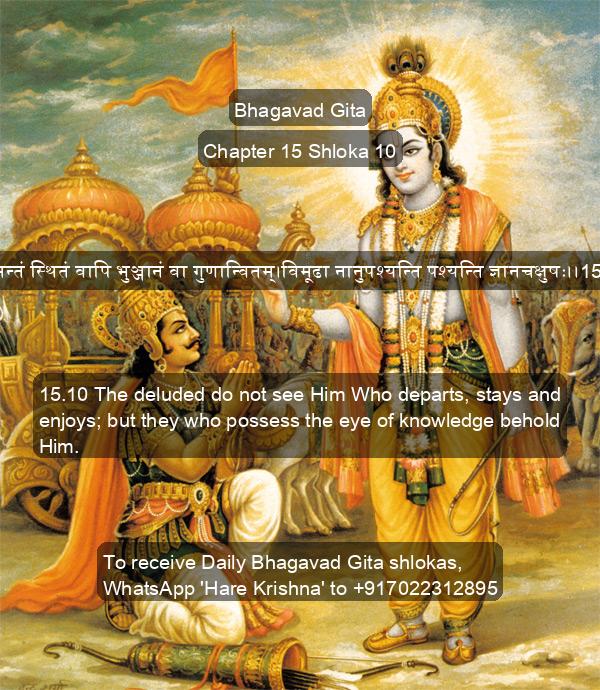 Bhagavad Gita
Chapter 15 Shloka 10
स्थितं वापि भुञ्जानं वा गुणान्वितम्।विमूढा नानुपश्यन्ति पश्यन्ति ज्ञानचक्षुषः।।15
15.10 The deluded do not see Him Who departs, stays and
enjoys; but they who possess the eye of knowledge behold
Him.
To receive Daily Bhagavad Gita shlokas,
WhatsApp 'Hare Krishna' to +917022312895